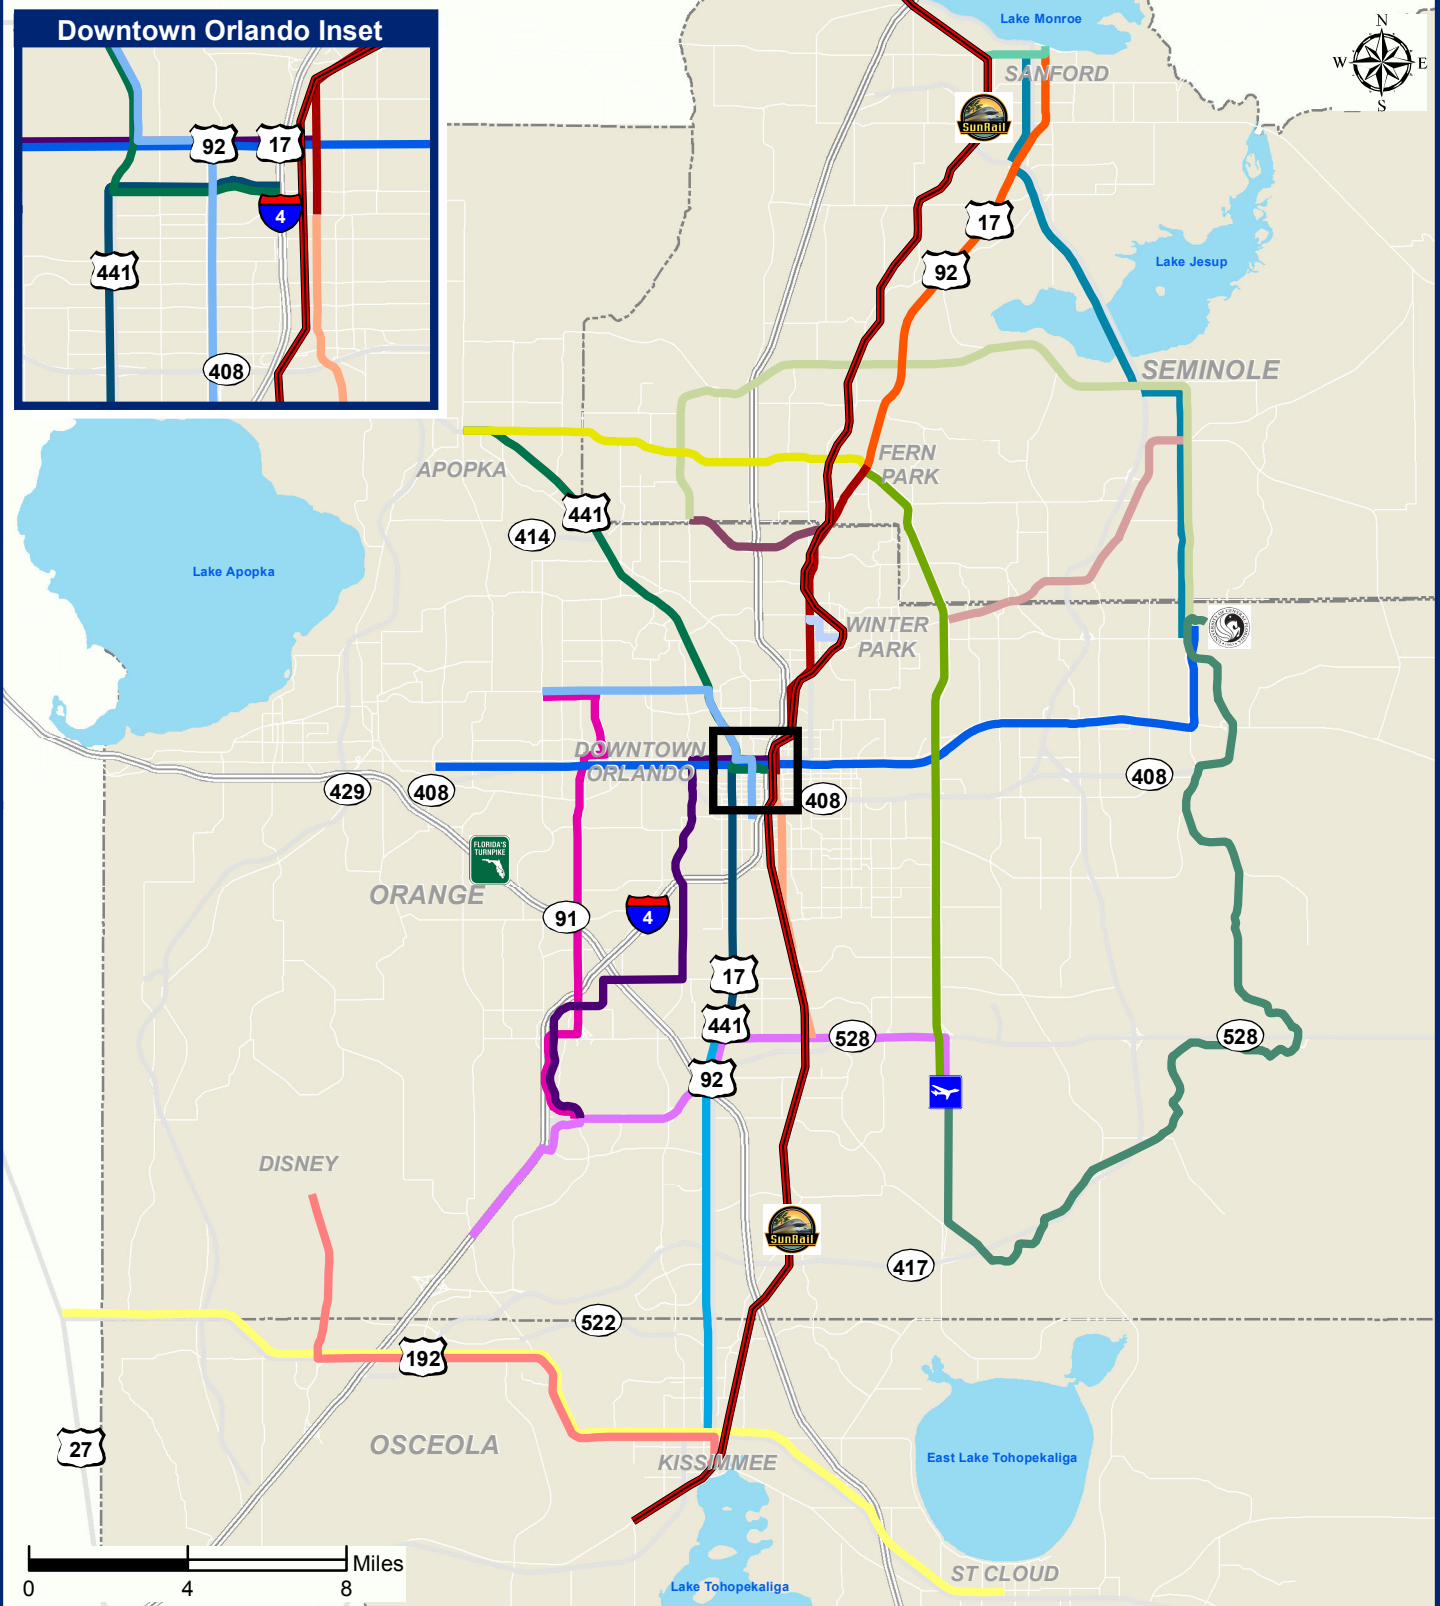 Downtown Orlando Inset
92
17
4
441
408
Lake Monroe
N
W
E
S
SANFORD
SunRail
17
92
Lake Jesup
SEMINOLE
FERN
PARK
APOPKA
441
414
Lake Apopka
WINTER
PARK
DOWNTOWN
ORLANDO
429
408
408
408
FLORIDA'S
TURNPIKE
ORANGE
91
4
17
441
528
528
92
DISNEY
SunRail
417
522
192
27
OSCEOLA
KISSIMMEE
East Lake Tohopekaliga
ST CLOUD
Lake Tohopekaliga
Miles
0
4
8